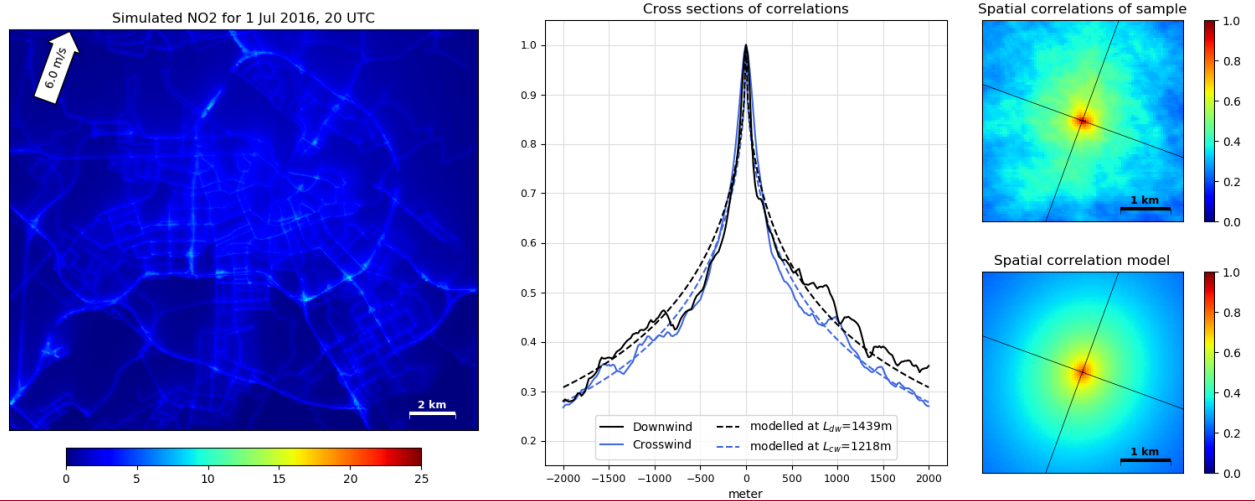 Simulated NO2 for 1 Jul 2016, 20 UTC
6.0 m/s
2 km
0 5 10 15 20 25
Cross sections of correlations
1.0
0.9
0.8
0.7
0.6
0.5
0.4
0.3
0.2
Downwind
Crosswind
modelled at L_dw=1439m
modelled at L_cw=1218m
−2000 −1500 −1000 −500 0 500 1000 1500 2000
meter
Spatial correlations of sample
1 km
1.0
0.8
0.6
0.4
0.2
0.0
Spatial correlation model
1 km
1.0
0.8
0.6
0.4
0.2
0.0